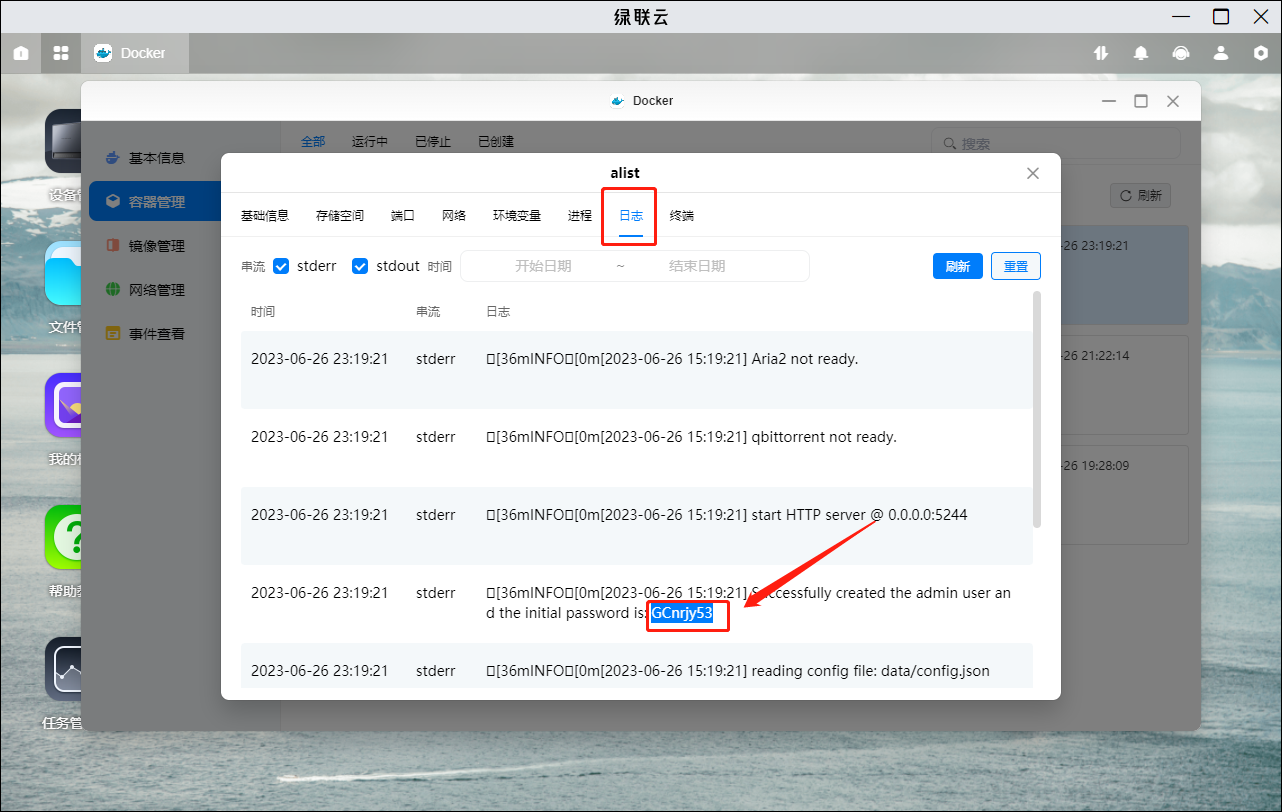 绿联云
Docker
Docker
全部 运行中 已停止 已创建
搜索
基本信息
容器管理
镜像管理
网络管理
事件查看
刷新
-26 23:19:21
-26 21:22:14
-26 19:28:09
设备管
文件管
我的相
帮助
任务管
alist
基础信息 存储空间 端口 网络 环境变量 进程 日志 终端
串流 stderr stdout 时间 开始日期 ~ 结束日期 刷新 重置
时间 串流 日志
2023-06-26 23:19:21 stderr □[36mINFO□[0m[2023-06-26 15:19:21] Aria2 not ready.
2023-06-26 23:19:21 stderr □[36mINFO□[0m[2023-06-26 15:19:21] qbittorrent not ready.
2023-06-26 23:19:21 stderr □[36mINFO□[0m[2023-06-26 15:19:21] start HTTP server @ 0.0.0.0:5244
2023-06-26 23:19:21 stderr □[36mINFO□[0m[2023-06-26 15:19:21] Successfully created the admin user an
d the initial password is: GCnrjy53
2023-06-26 23:19:21 stderr □[36mINFO□[0m[2023-06-26 15:19:21] reading config file: data/config.json